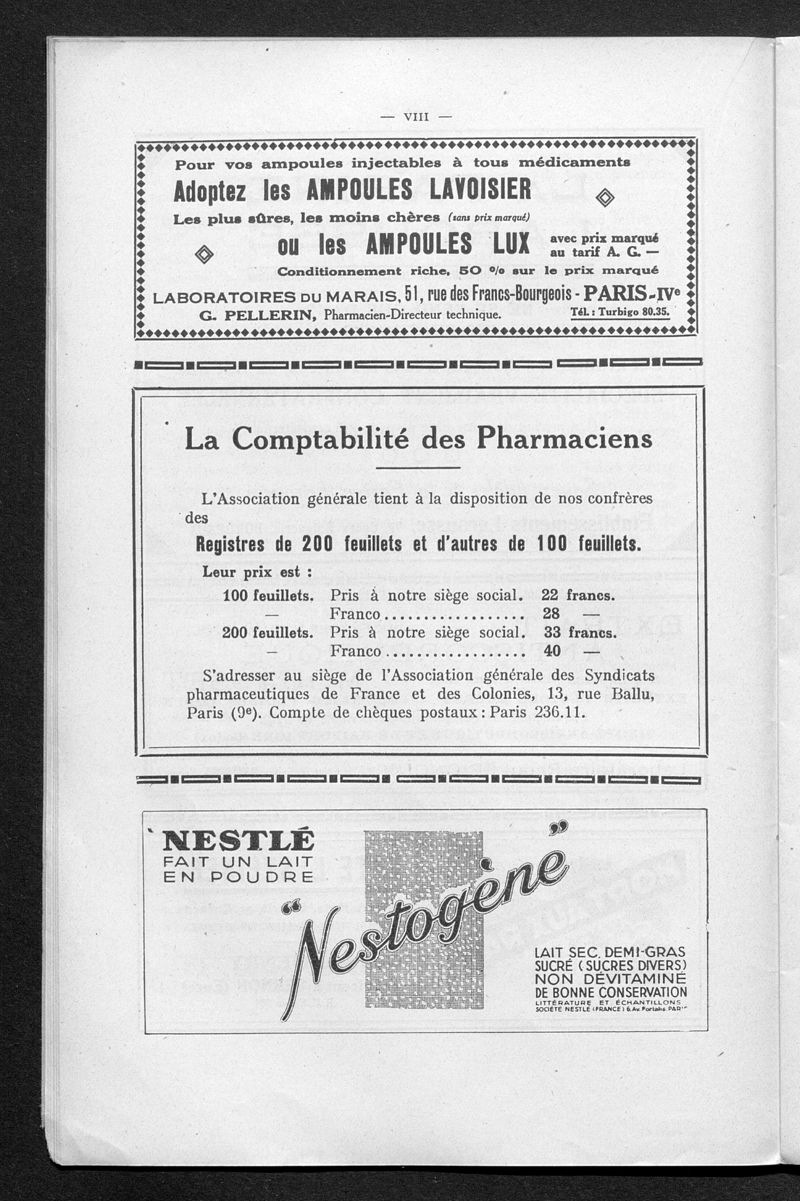 — VIII —
Pour vos ampoules injectables à tous médicaments
Adoptez les AMPOULES LAVOISIER
Les plus sûres, les moins chères (sans prix marqué)
ou les AMPOULES LUX avec prix marqué
au tarif A. G. —
Conditionnement riche, 50 % sur le prix marqué
LABORATOIRES DU MARAIS, 51, rue des Francs-Bourgeois - PARIS-IVe
G. PELLERIN, Pharmacien-Directeur technique. Tél. : Turbigo 80.35.
La Comptabilité des Pharmaciens
L'Association générale tient à la disposition de nos confrères
des
Registres de 200 feuillets et d'autres de 100 feuillets.
Leur prix est :
100 feuillets. Pris à notre siège social. 22 francs.
— Franco.................. 28 —
200 feuillets. Pris à notre siège social. 33 francs.
— Franco.................. 40 —
S'adresser au siège de l'Association générale des Syndicats
pharmaceutiques de France et des Colonies, 13, rue Ballu,
Paris (9e). Compte de chèques postaux : Paris 236.11.
NESTLÉ
FAIT UN LAIT
EN POUDRE
“Nestogène”
LAIT SEC, DEMI-GRAS
SUCRÉ (SUCRES DIVERS)
NON DÉVITAMINÉ
DE BONNE CONSERVATION
LITTÉRATURE ET ÉCHANTILLONS
SOCIÉTÉ NESTLÉ (FRANCE) 6, Av. Portalis